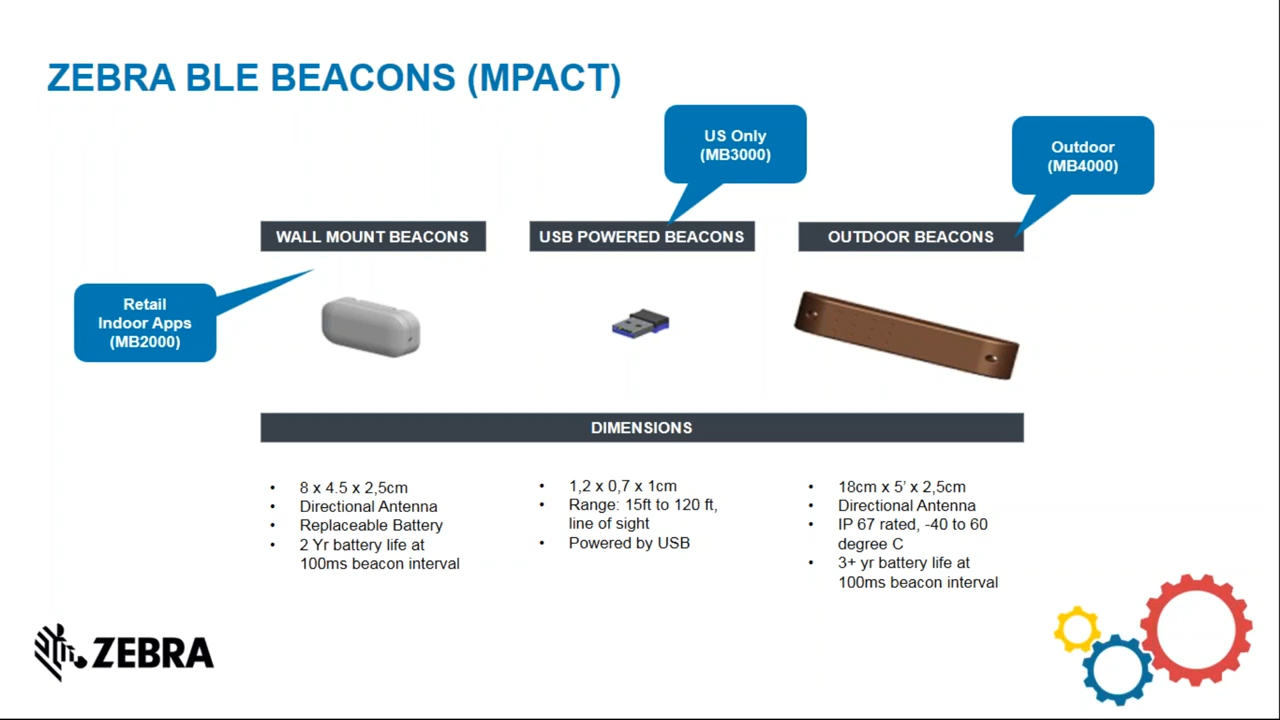 ZEBRA BLE BEACONS (MPACT)
US Only
(MB3000)
Outdoor
(MB4000)
WALL MOUNT BEACONS
USB POWERED BEACONS
OUTDOOR BEACONS
Retail
Indoor Apps
(MB2000)
DIMENSIONS
• 8 x 4.5 x 2,5cm
• Directional Antenna
• Replaceable Battery
• 2 Yr battery life at
100ms beacon interval
• 1,2 x 0,7 x 1cm
• Range: 15ft to 120 ft,
line of sight
• Powered by USB
• 18cm x 5’ x 2,5cm
• Directional Antenna
• IP 67 rated, -40 to 60
degree C
• 3+ yr battery life at
100ms beacon interval
ZEBRA